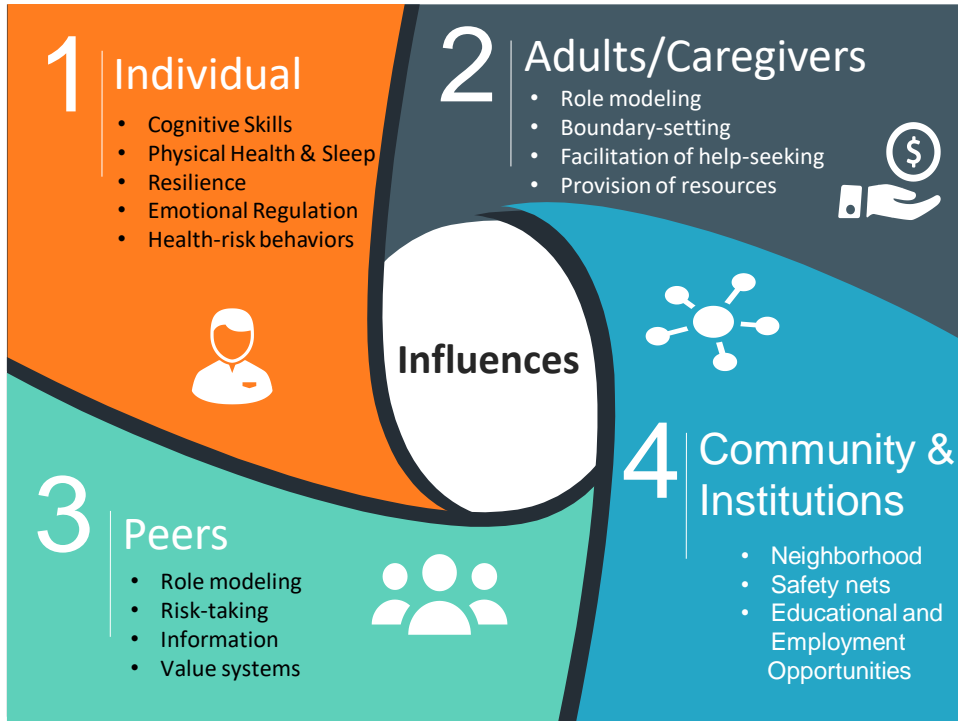 1
Individual
• Cognitive Skills
• Physical Health & Sleep
• Resilience
• Emotional Regulation
• Health-risk behaviors
2
Adults/Caregivers
• Role modeling
• Boundary-setting
• Facilitation of help-seeking
• Provision of resources
$
Influences
3
Peers
• Role modeling
• Risk-taking
• Information
• Value systems
4
Community &
Institutions
• Neighborhood
• Safety nets
• Educational and
Employment
Opportunities